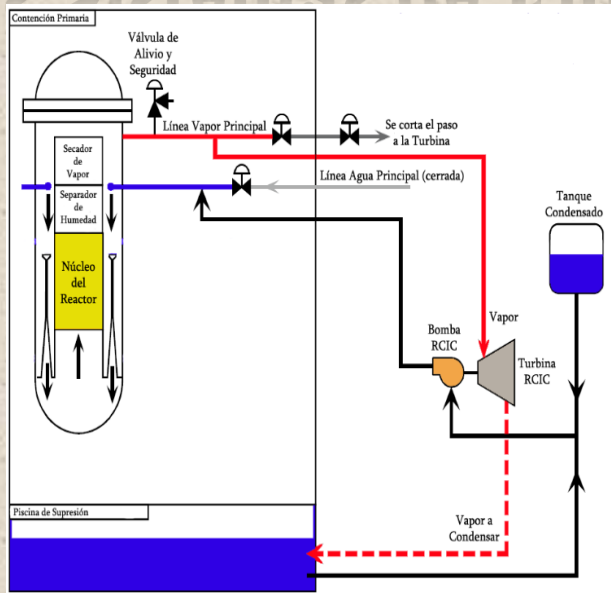 Contención Primaria
Válvula de
Alivio y
Seguridad
Línea Vapor Principal
Se corta el paso
a la Turbina
Secador
de
Vapor
Separador
de
Humedad
Línea Agua Principal (cerrada)
Tanque
Condensado
Núcleo
del
Reactor
Vapor
Bomba
RCIC
Turbina
RCIC
Piscina de Supresión
Vapor a
Condensar